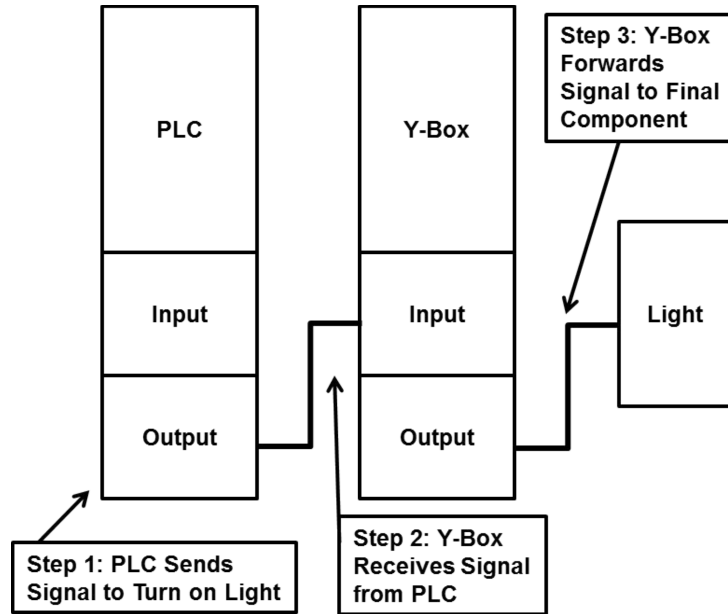 PLC
Y-Box
Step 3: Y-Box
Forwards
Signal to Final
Component
Input
Input
Light
Output
Output
Step 1: PLC Sends
Signal to Turn on Light
Step 2: Y-Box
Receives Signal
from PLC